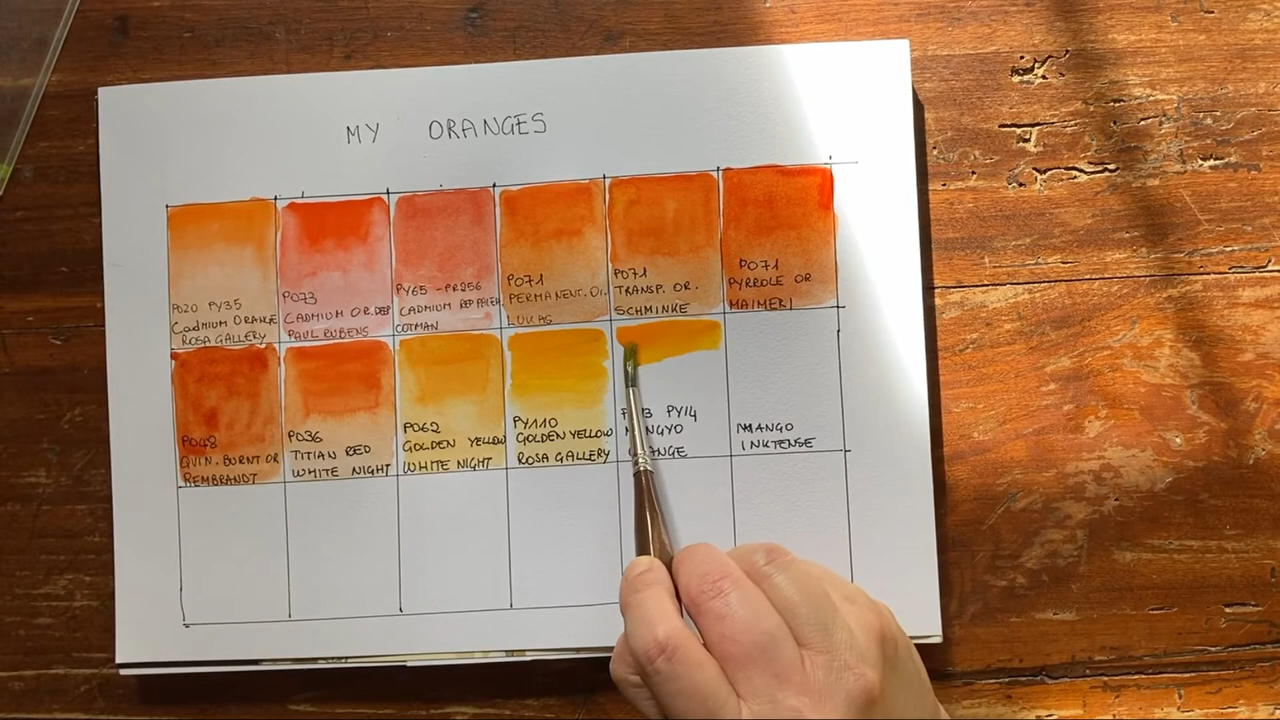 MY ORANGES
PO20 PY35
CADMIUM ORANGE
ROSA GALLERY
PO73
CADMIUM OR. DEEP
PAUL RUBENS
PY65 - PR256
CADMIUM RED PALE H.
COTMAN
PO71
PERMANENT. Or.
LUKAS
PO71
TRANSP. OR.
SCHMINKE
PO71
PYRROLE OR
MAIMERI
PO48
QUIN. BURNT OR
REMBRANDT
PO36
TITIAN RED
WHITE NIGHT
PO62
GOLDEN YELLOW
WHITE NIGHT
PY110
GOLDEN YELLOW
ROSA GALLERY
PY14
MANGO
INKTENSE